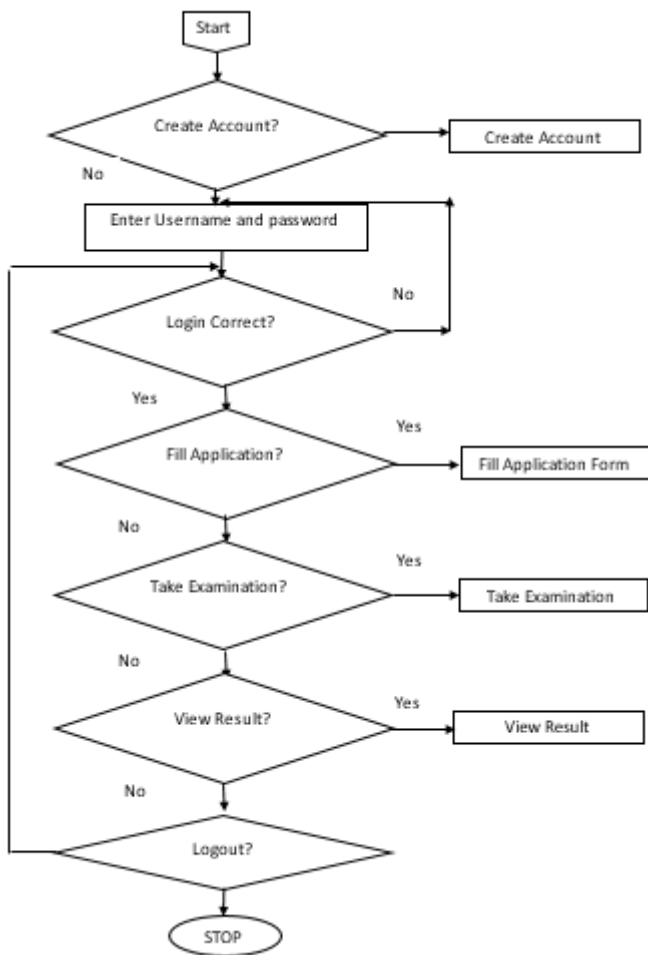 Start
Create Account?
Create Account
No
Enter Username and password
No
Login Correct?
Yes
Yes
Fill Application?
Fill Application Form
No
Yes
Take Examination?
Take Examination
No
Yes
View Result?
View Result
No
Logout?
STOP